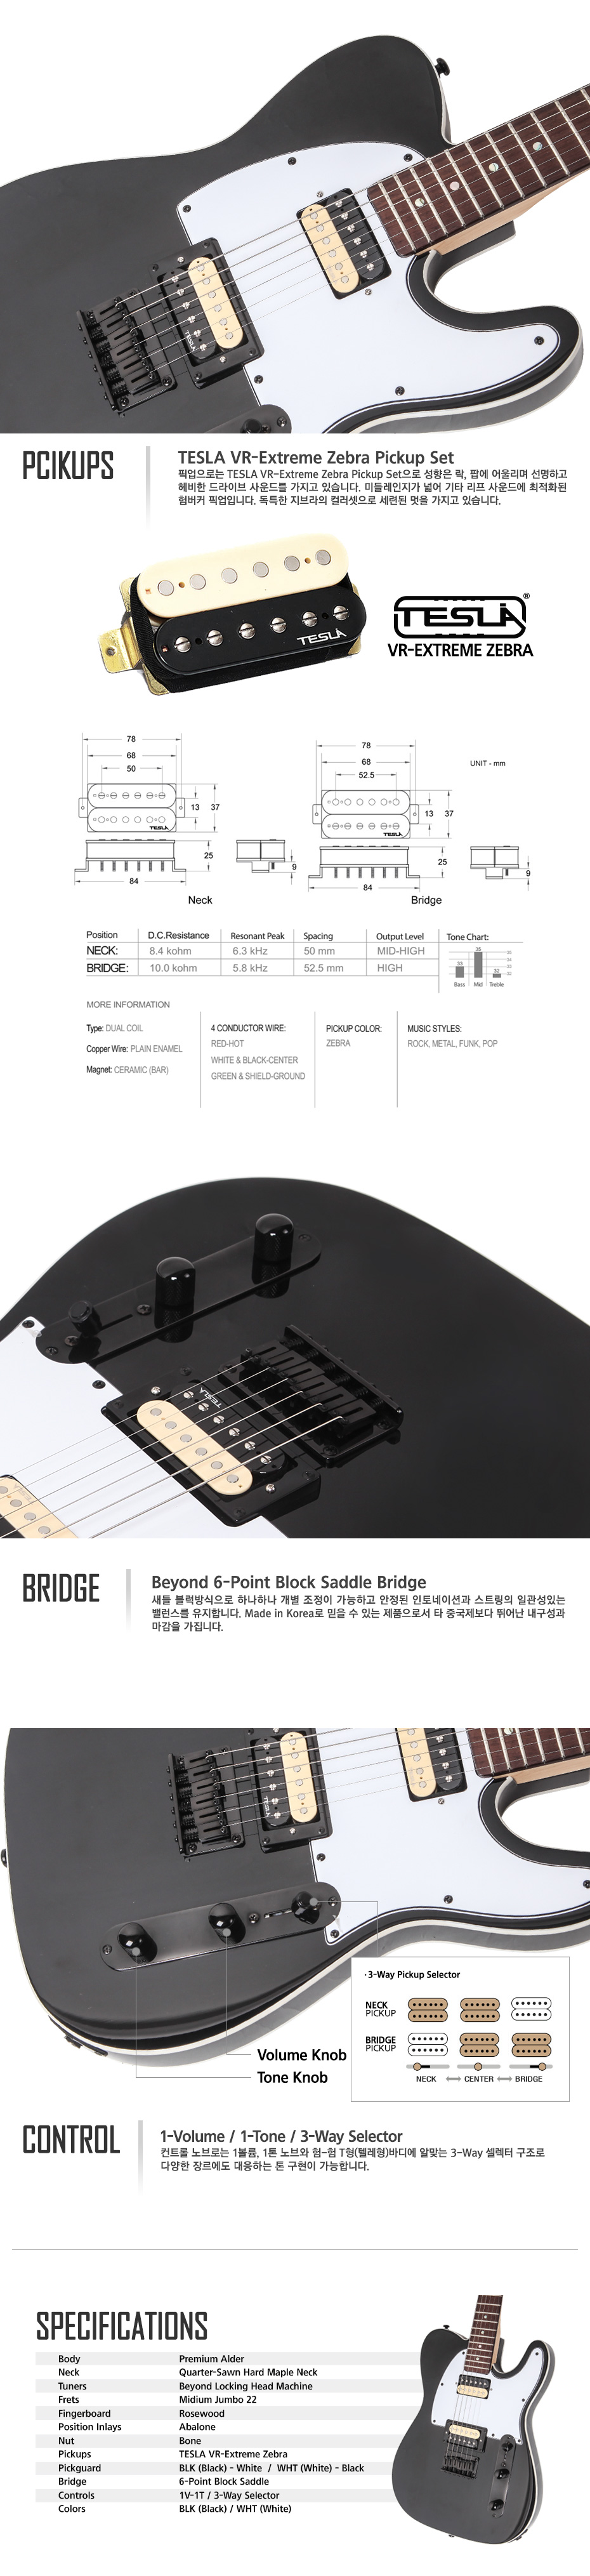 PCIKUPS
TESLA VR-Extreme Zebra Pickup Set
픽업으로는 TESLA VR-Extreme Zebra Pickup Set으로 성향은 락, 팝에 어울리며 선명하고
헤비한 드라이브 사운드를 가지고 있습니다. 미들레인지가 넓어 기타 리프 사운드에 최적화된
험버커 픽업입니다. 독특한 지브라의 컬러셋으로 세련된 멋을 가지고 있습니다.
TESLA
TESLA®
VR-EXTREME ZEBRA
78
68
50
13
37
TESLA
25
9
84
Neck
78
68
52.5
13
37
TESLA
25
9
84
Bridge
UNIT - mm
Position D.C.Resistance Resonant Peak Spacing Output Level Tone Chart:
NECK: 8.4 kohm 6.3 kHz 50 mm MID-HIGH
BRIDGE: 10.0 kohm 5.8 kHz 52.5 mm HIGH
33 35 32
Bass Mid Treble
MORE INFORMATION
Type: DUAL COIL
Copper Wire: PLAIN ENAMEL
Magnet: CERAMIC (BAR)
4 CONDUCTOR WIRE:
RED-HOT
WHITE & BLACK-CENTER
GREEN & SHIELD-GROUND
PICKUP COLOR:
ZEBRA
MUSIC STYLES:
ROCK, METAL, FUNK, POP
TESLA
BRIDGE
Beyond 6-Point Block Saddle Bridge
새들 블럭방식으로 하나하나 개별 조정이 가능하고 안정된 인토네이션과 스트링의 일관성있는
밸런스를 유지합니다. Made in Korea로 믿을 수 있는 제품으로서 타 중국제보다 뛰어난 내구성과
마감을 가집니다.
TESLA
·3-Way Pickup Selector
NECK
PICKUP
BRIDGE
PICKUP
NECK CENTER BRIDGE
Volume Knob
Tone Knob
CONTROL
1-Volume / 1-Tone / 3-Way Selector
컨트롤 노브로는 1볼륨, 1톤 노브와 험-험 T형(텔레형)바디에 알맞는 3-Way 셀렉터 구조로
다양한 장르에도 대응하는 톤 구현이 가능합니다.
SPECIFICATIONS
Body Premium Alder
Neck Quarter-Sawn Hard Maple Neck
Tuners Beyond Locking Head Machine
Frets Midium Jumbo 22
Fingerboard Rosewood
Position Inlays Abalone
Nut Bone
Pickups TESLA VR-Extreme Zebra
Pickguard BLK (Black) - White / WHT (White) - Black
Bridge 6-Point Block Saddle
Controls 1V-1T / 3-Way Selector
Colors BLK (Black) / WHT (White)